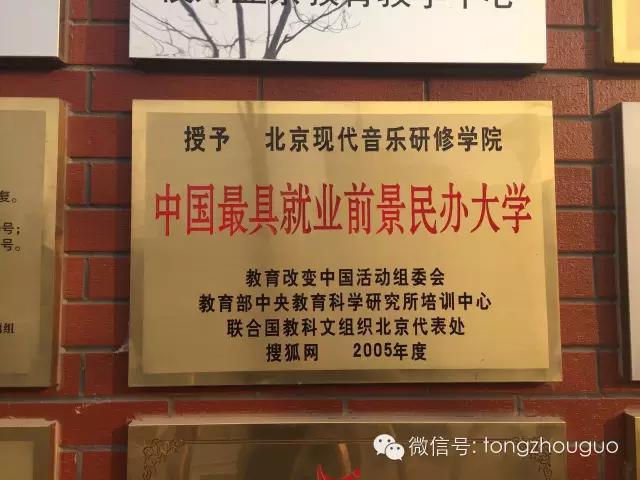 授予 北京现代音乐研修学院
中国最具就业前景民办大学
教育改变中国活动组委会
教育部中央教育科学研究所培训中心
联合国教科文组织北京代表处
搜狐网 2005年度
复。
号；
号。
组
微信号: tongzhouguo